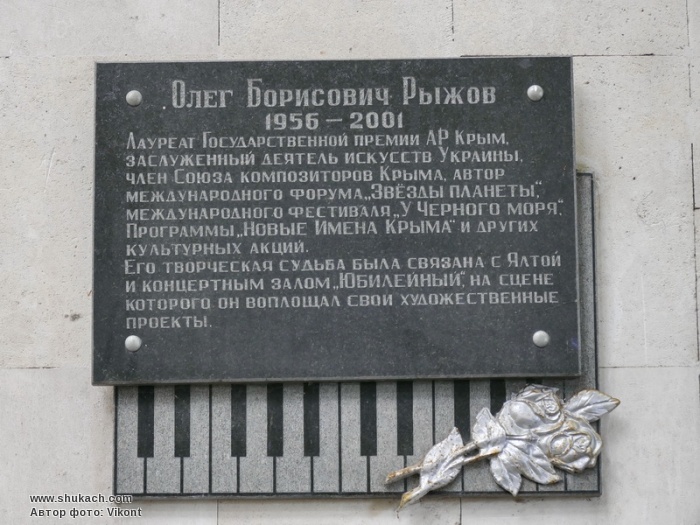 Олег Борисович Рыжов
1956 – 2001
Лауреат Государственной премии АР Крым,
заслуженный деятель искусств Украины,
член Союза композиторов Крыма, автор
международного форума „Звёзды планеты“,
международного фестиваля „У Черного моря“.
Программы „Новые Имена Крыма“ и других
культурных акций.
Его творческая судьба была связана с Ялтой
и концертным залом „Юбилейный“, на сцене
которого он воплощал свои художественные
проекты.
www.shukach.com
Автор фото: Vikont